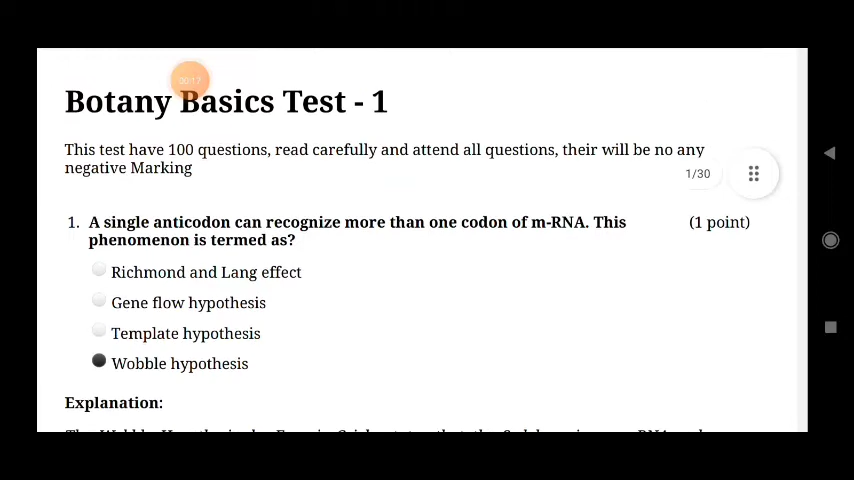 00:17
Botany Basics Test - 1
This test have 100 questions, read carefully and attend all questions, their will be no any
negative Marking
1/30
1. A single anticodon can recognize more than one codon of m-RNA. This (1 point)
phenomenon is termed as?
Richmond and Lang effect
Gene flow hypothesis
Template hypothesis
Wobble hypothesis
Explanation: